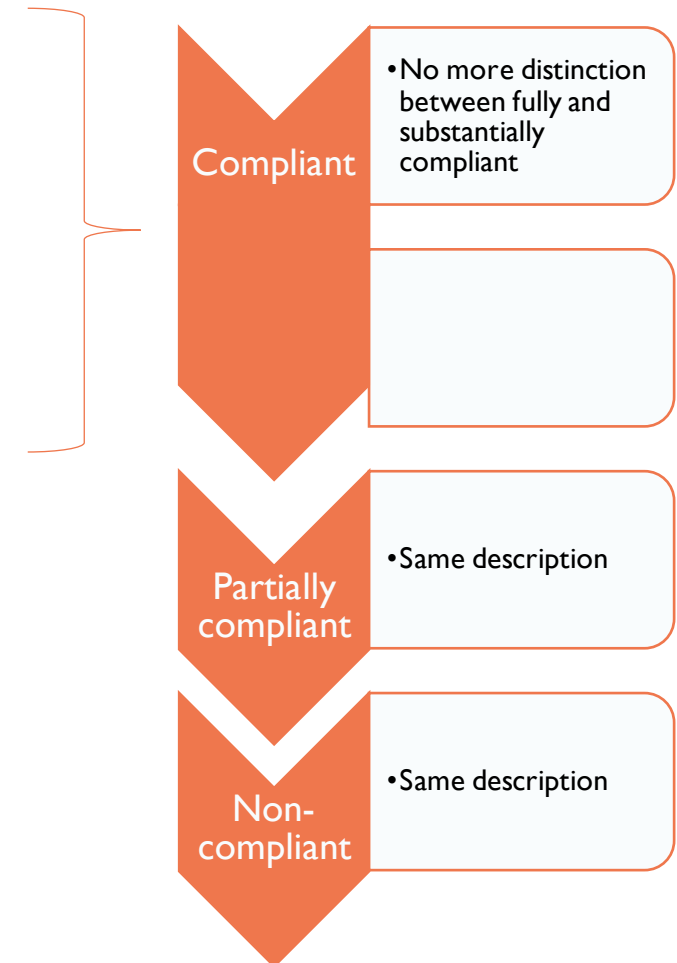 •No more distinction
between fully and
substantially
compliant
Compliant
•Same description
Partially
compliant
•Same description
Non-
compliant